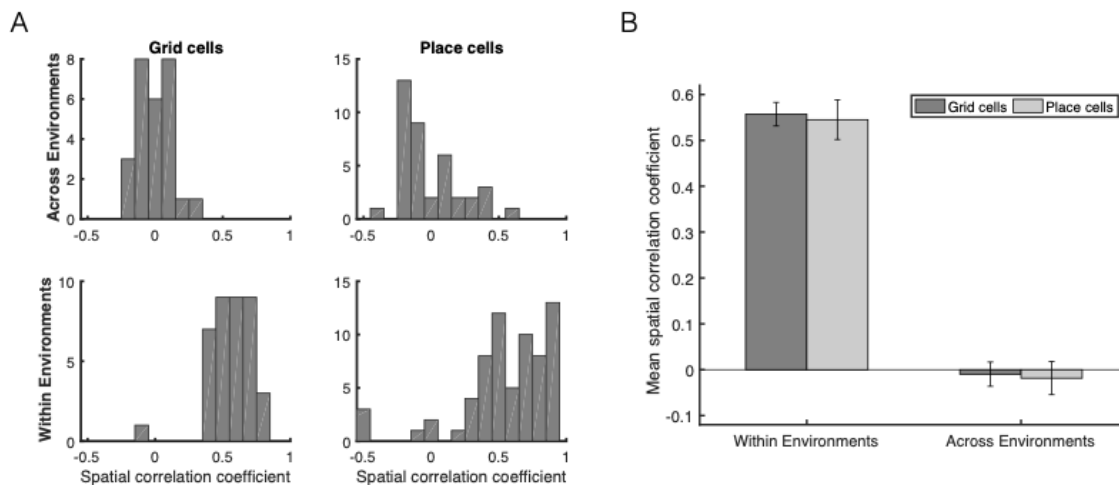 A
Grid cells
Place cells
Across Environments
8
6
4
2
0
-0.5 0 0.5 1
15
10
5
0
-0.5 0 0.5 1
Within Environments
10
5
0
-0.5 0 0.5 1
Spatial correlation coefficient
15
10
5
0
-0.5 0 0.5 1
Spatial correlation coefficient
B
Mean spatial correlation coefficient
0.6
0.5
0.4
0.3
0.2
0.1
0
-0.1
Grid cells Place cells
Within Environments Across Environments